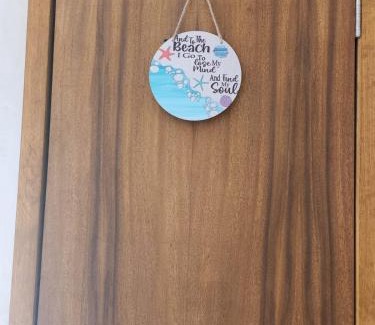 And To The
Beach
I Go To
Lose My
Mind
And Find
My
Soul